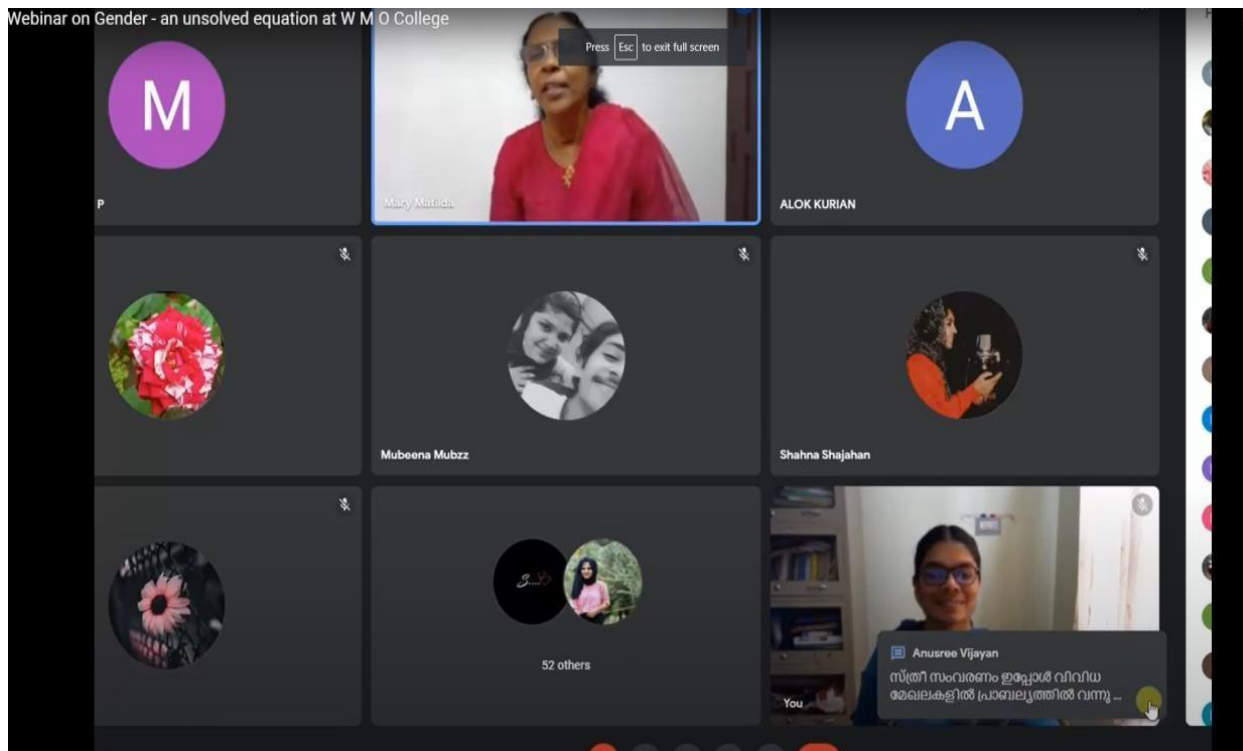 Webinar on Gender - an unsolved equation at W M O College
Press Esc to exit full screen
M
A
P
Mary Matilda
ALOK KURIAN
Mubeena Mubzz
Shahna Shajahan
52 others
You
Anusree Vijayan
സ്ത്രീ സംവരണം ഇപ്പോൾ വിവിധ
മേഖലകളിൽ പ്രാബല്യത്തിൽ വന്നു ...